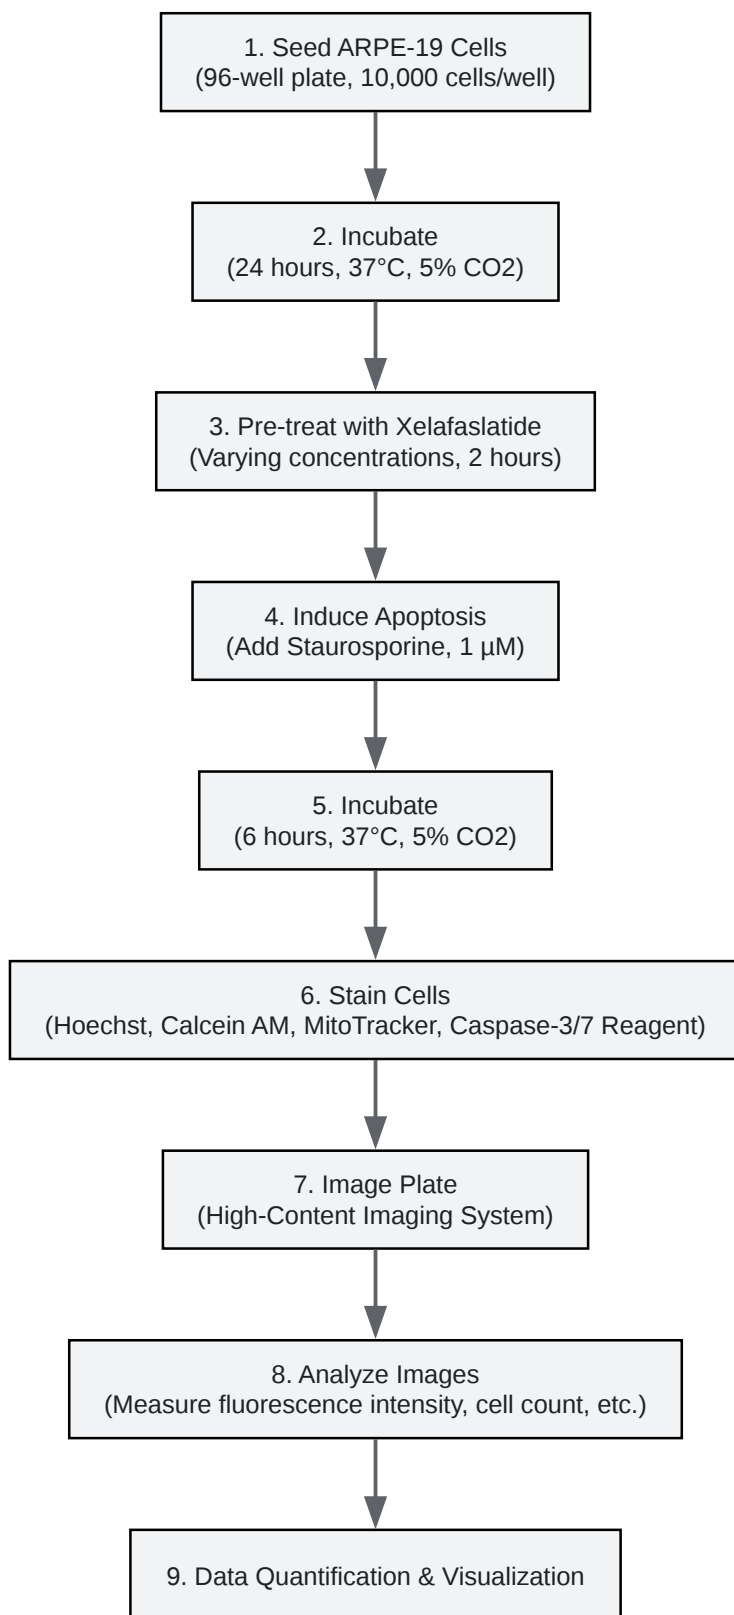 1. Seed ARPE-19 Cells
(96-well plate, 10,000 cells/well)
2. Incubate
(24 hours, 37°C, 5% CO2)
3. Pre-treat with Xelafaslatide
(Varying concentrations, 2 hours)
4. Induce Apoptosis
(Add Staurosporine, 1 µM)
5. Incubate
(6 hours, 37°C, 5% CO2)
6. Stain Cells
(Hoechst, Calcein AM, MitoTracker, Caspase-3/7 Reagent)
7. Image Plate
(High-Content Imaging System)
8. Analyze Images
(Measure fluorescence intensity, cell count, etc.)
9. Data Quantification & Visualization